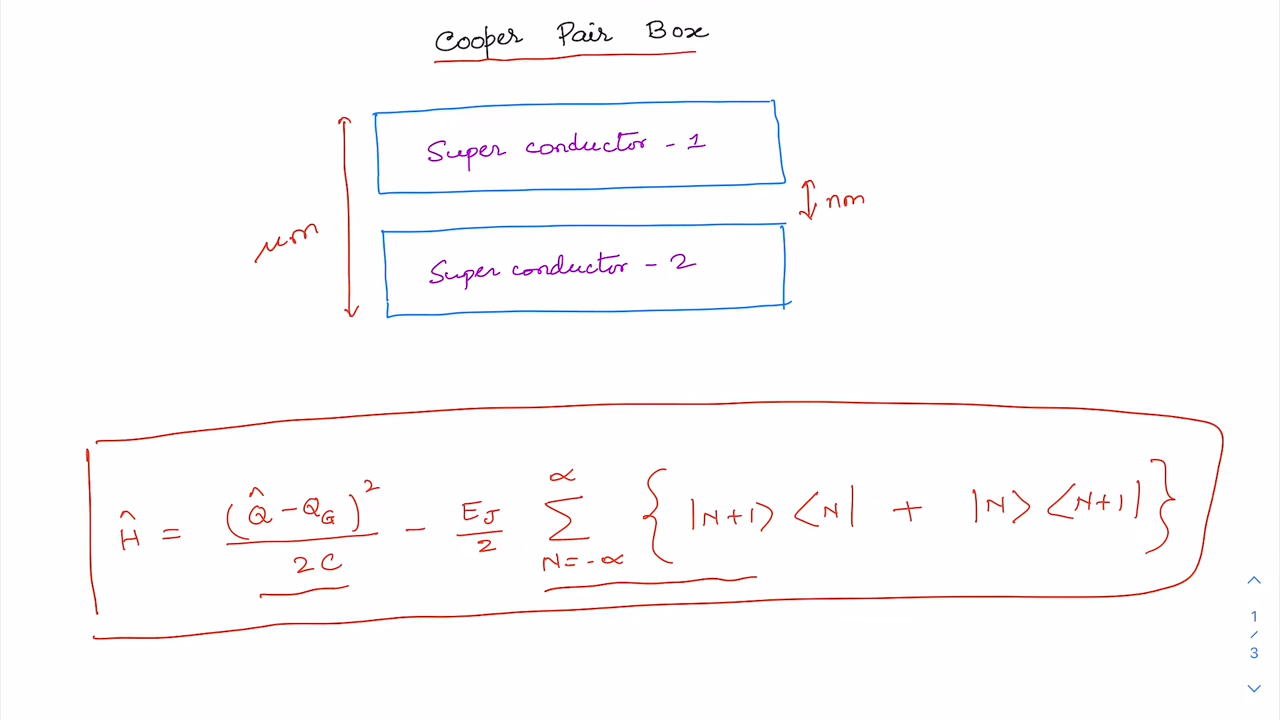 Cooper Pair Box
Super conductor - 1
nm
μm
Super conductor - 2
Ĥ = (Q̂ - Q_G)² / 2C - E_J / 2 ∑_{N=-∝}^{∝} { |N+1⟩ ⟨N| + |N⟩ ⟨N+1| }
1
/
3